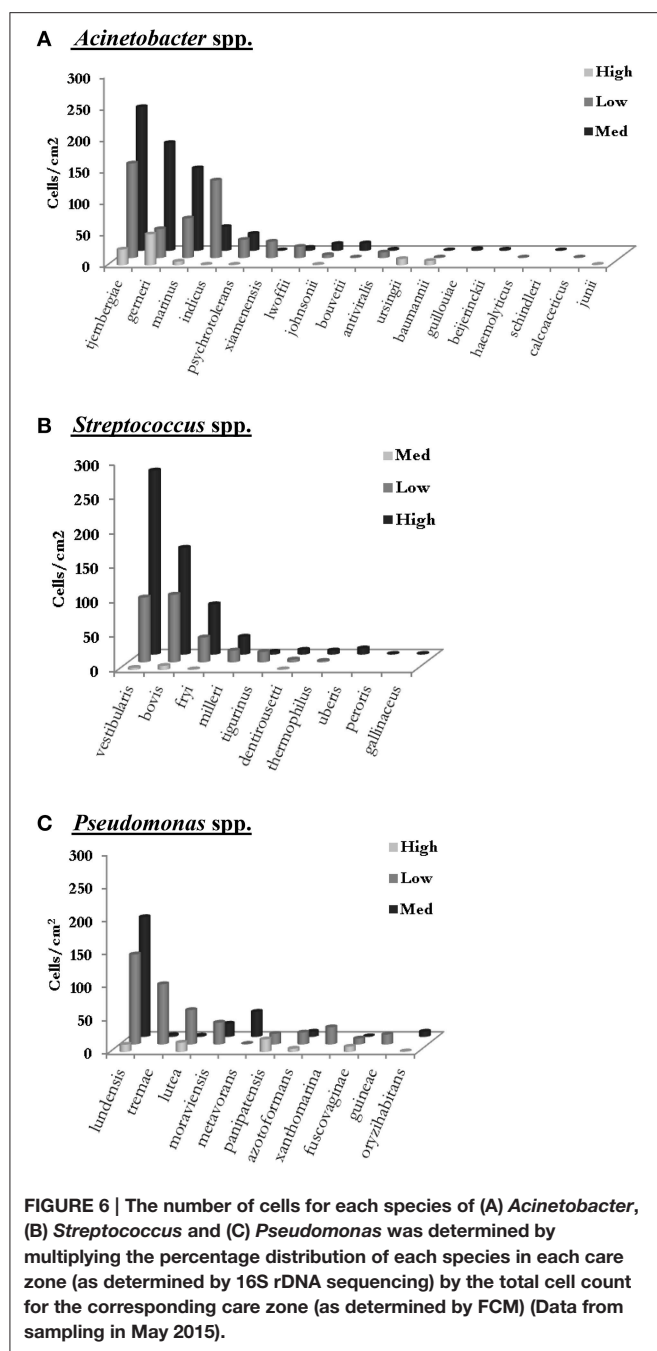 A Acinetobacter spp.
300
250
200
150
100
50
0
Cells/cm2
High
Low
Med
tjernbergiae
gerneri
marinus
indicus
psychrotolerans
xiamenensis
lwoffii
johnsonii
bouvetii
antiviralis
ursingii
baumannii
guillouiae
beijerinckii
haemolyticus
schindleri
calcoaceticus
junii
B Streptococcus spp.
300
250
200
150
100
50
0
Cells/cm2
Med
Low
High
vestibularis
bovis
fryi
milleri
tigurinus
dentirousetti
thermophilus
uberis
peroris
gallinaceus
C Pseudomonas spp.
300
250
200
150
100
50
0
Cells/cm²
High
Low
Med
lundensis
tremae
lutea
moraviensis
metavorans
panipatensis
azotoformans
xanthomarina
fuscovaginae
guineae
oryzihabitans
FIGURE 6 | The number of cells for each species of (A) Acinetobacter,
(B) Streptococcus and (C) Pseudomonas was determined by
multiplying the percentage distribution of each species in each care
zone (as determined by 16S rDNA sequencing) by the total cell count
for the corresponding care zone (as determined by FCM) (Data from
sampling in May 2015).